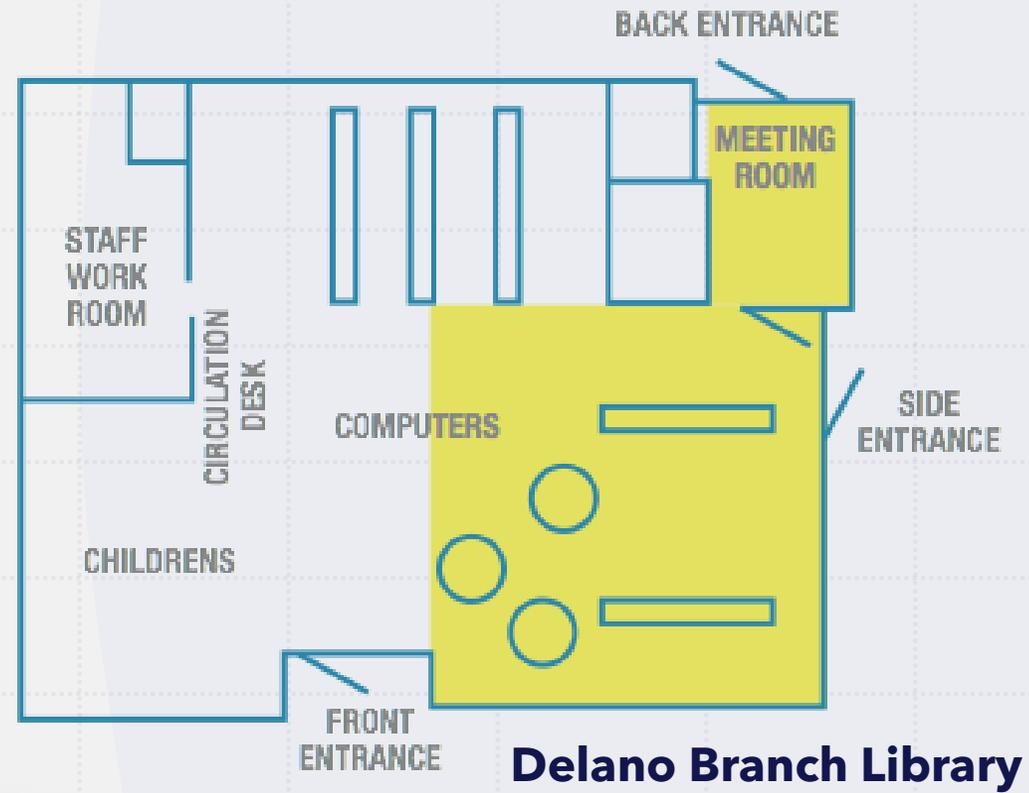 BACK ENTRANCE
MEETING
ROOM
STAFF
WORK
ROOM
CIRCULATION
DESK
COMPUTERS
SIDE
ENTRANCE
CHILDRENS
FRONT
ENTRANCE
Delano Branch Library